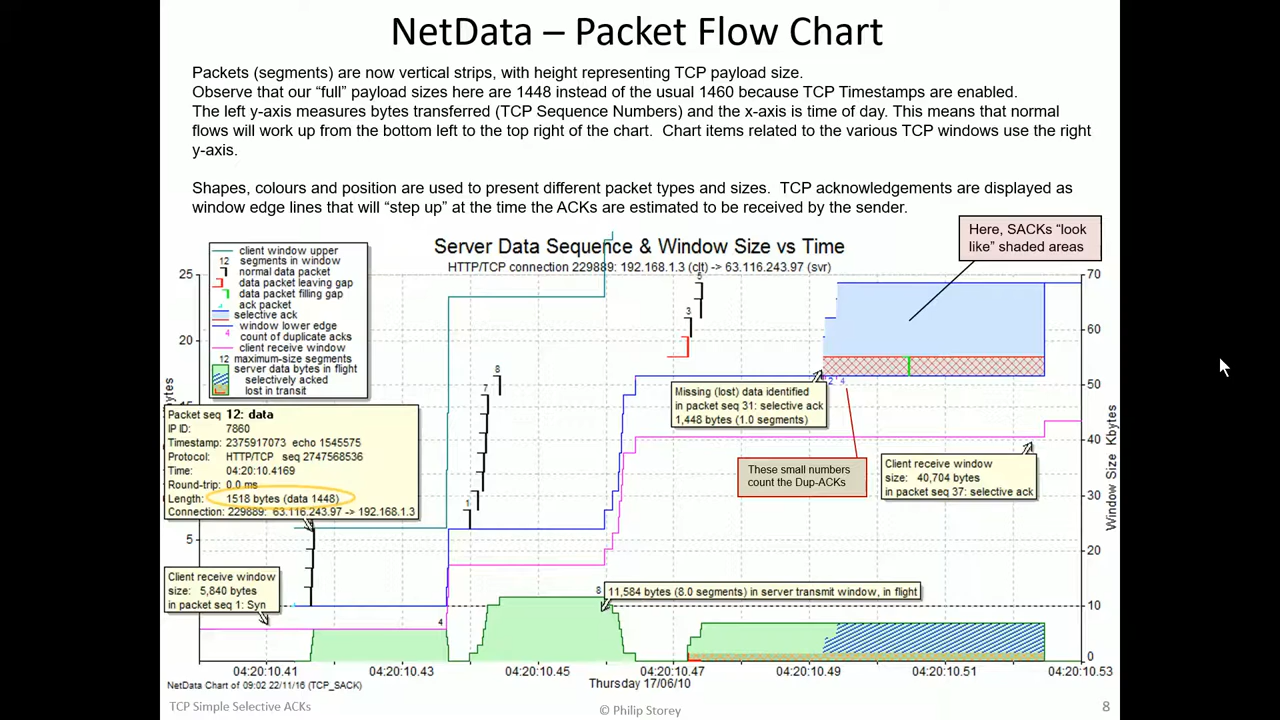 NetData – Packet Flow Chart
Packets (segments) are now vertical strips, with height representing TCP payload size.
Observe that our “full” payload sizes here are 1448 instead of the usual 1460 because TCP Timestamps are enabled.
The left y-axis measures bytes transferred (TCP Sequence Numbers) and the x-axis is time of day. This means that normal
flows will work up from the bottom left to the top right of the chart. Chart items related to the various TCP windows use the right
y-axis.
Shapes, colours and position are used to present different packet types and sizes. TCP acknowledgements are displayed as
window edge lines that will “step up” at the time the ACKs are estimated to be received by the sender.
Here, SACKs “look
like” shaded areas
Server Data Sequence & Window Size vs Time
HTTP/TCP connection 229889: 192.168.1.3 (clt) -> 63.116.243.97 (svr)
client window upper
12 segments in window
normal data packet
data packet leaving gap
data packet filling gap
ack packet
selective ack
window lower edge
4 count of duplicate acks
client receive window
12 maximum-size segments
server data bytes in flight
selectively acked
lost in transit
25
20
5
70
60
50
40
30
20
10
0
Window Size Kbytes
Packet seq 12: data
IP ID: 7860
Timestamp: 2375917073 echo 1545575
Protocol: HTTP/TCP seq 2747568536
Time: 04:20:10.4169
Round-trip: 0.0 ms
Length: 1518 bytes (data 1448)
Connection: 229889: 63.116.243.97 -> 192.168.1.3
Client receive window
size: 5,840 bytes
in packet seq 1: Syn
4
1
7
8
3
5
8
11,584 bytes (8.0 segments) in server transmit window, in flight
Missing (lost) data identified
in packet seq 31: selective ack
1,448 bytes (1.0 segments)
2 4
These small numbers
count the Dup-ACKs
Client receive window
size: 40,704 bytes
in packet seq 37: selective ack
04:20:10.41
04:20:10.43
04:20:10.45
04:20:10.47
04:20:10.49
04:20:10.51
04:20:10.53
Thursday 17/06/10
NetData Chart of 09:02 22/11/16 (TCP_SACK)
TCP Simple Selective ACKs
© Philip Storey
8